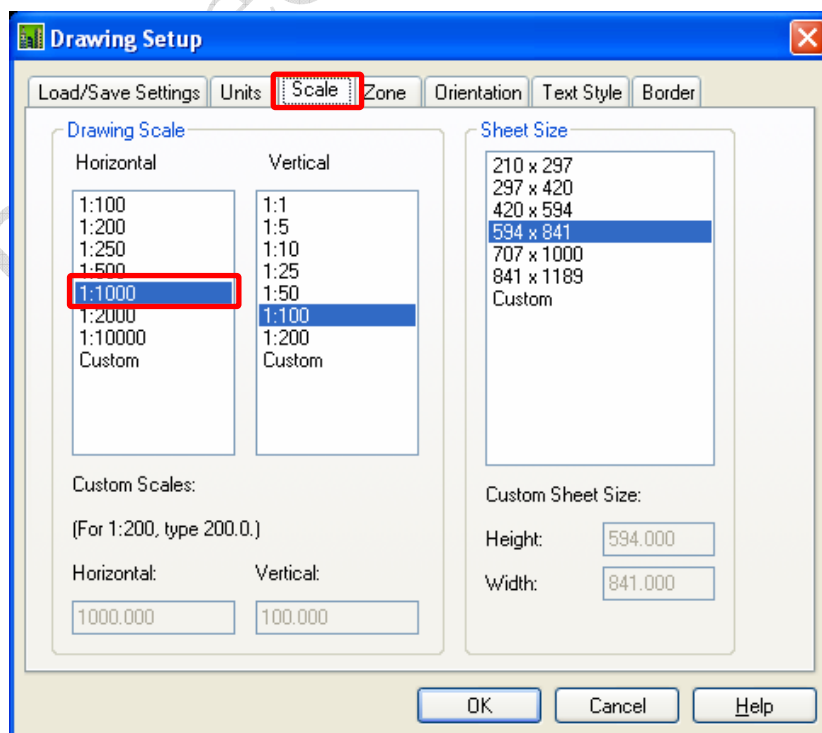 Drawing Setup
Load/Save Settings Units Scale Zone Orientation Text Style Border
Drawing Scale
Horizontal Vertical
1:100
1:200
1:250
1:500
1:1000
1:2000
1:10000
Custom
1:1
1:5
1:10
1:25
1:50
1:100
1:200
Custom
Custom Scales:
(For 1:200, type 200.0.)
Horizontal: Vertical:
1000.000 100.000
Sheet Size
210 x 297
297 x 420
420 x 594
594 x 841
707 x 1000
841 x 1189
Custom
Custom Sheet Size:
Height: 594.000
Width: 841.000
OK Cancel Help